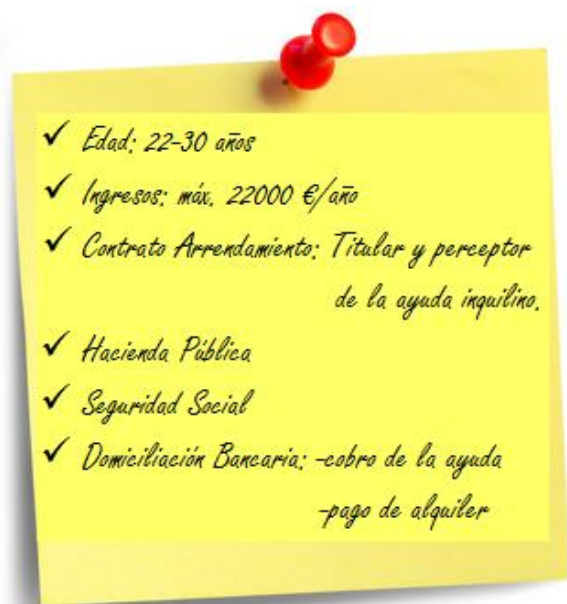 ✓ Edad: 22-30 años
✓ Ingresos: máx. 22000 €/año
✓ Contrato Arrendamiento: Titular y perceptor
de la ayuda inquilino.
✓ Hacienda Pública
✓ Seguridad Social
✓ Domiciliación Bancaria: -cobro de la ayuda
-pago de alquiler